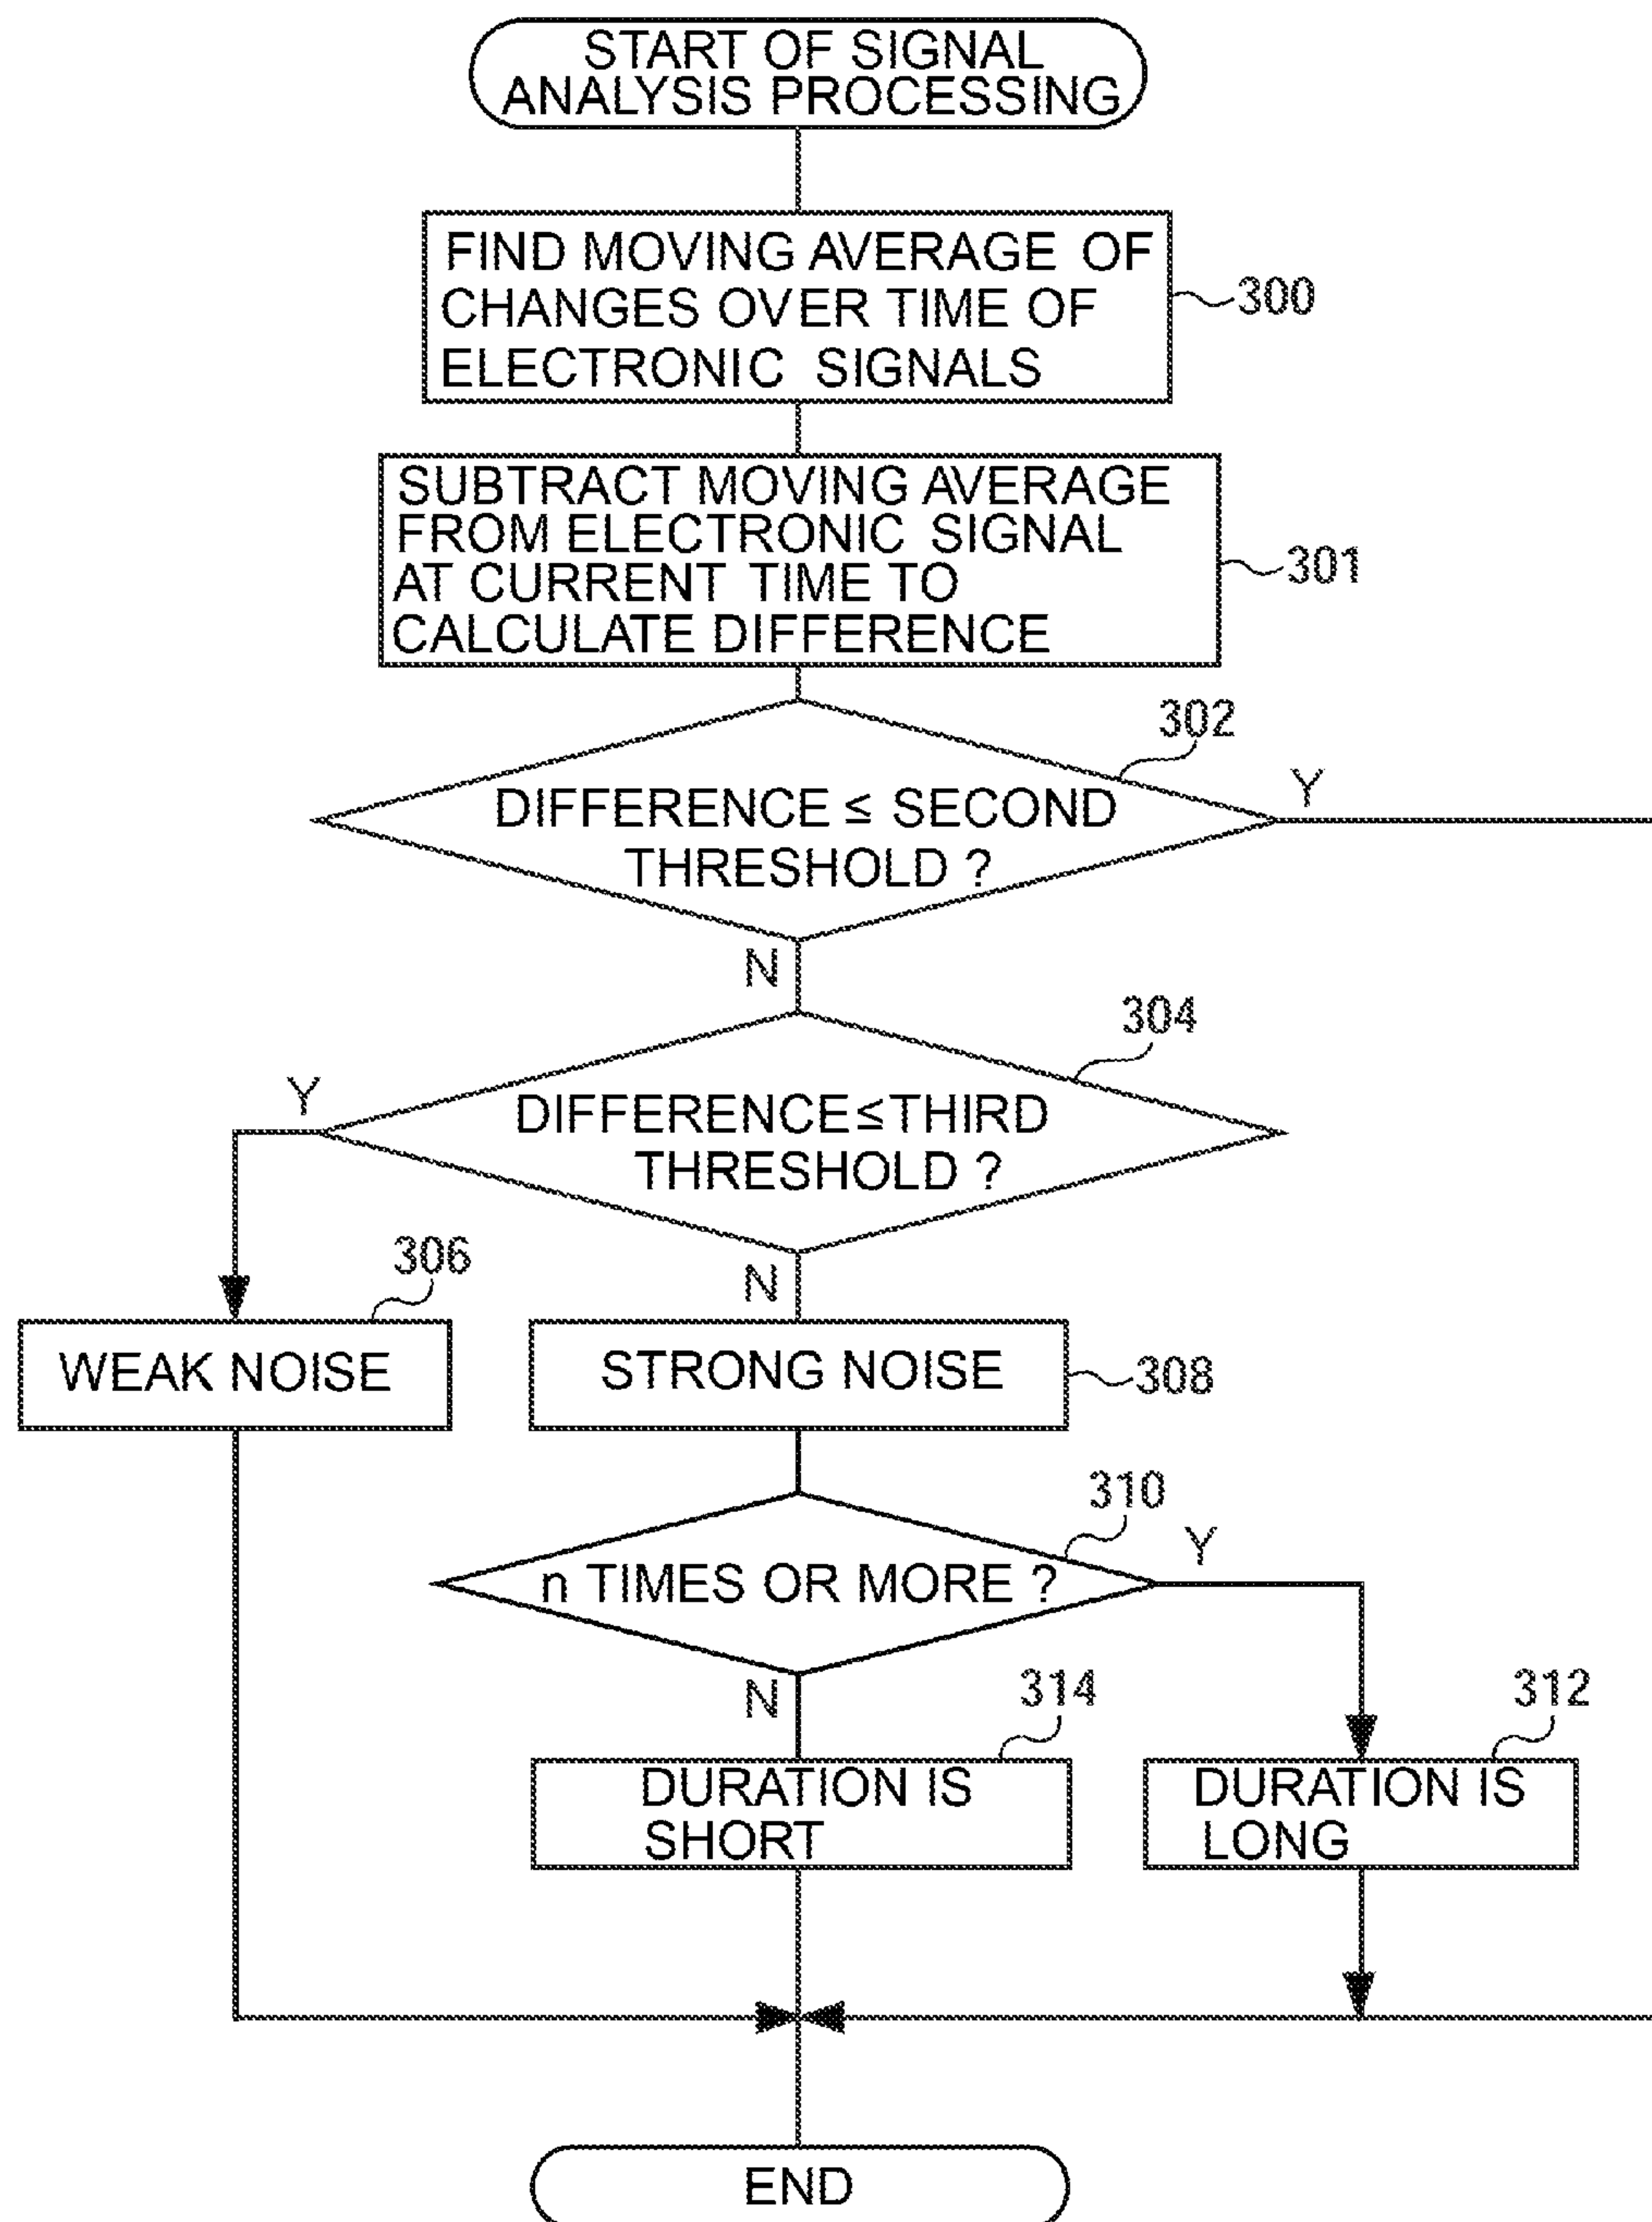 START OF SIGNAL
ANALYSIS PROCESSING
FIND MOVING AVERAGE OF
CHANGES OVER TIME OF
ELECTRONIC SIGNALS
300
SUBTRACT MOVING AVERAGE
FROM ELECTRONIC SIGNAL
AT CURRENT TIME TO
CALCULATE DIFFERENCE
301
302
DIFFERENCE ≤ SECOND
THRESHOLD ?
Y
N
304
DIFFERENCE≤THIRD
THRESHOLD ?
Y
N
306
WEAK NOISE
STRONG NOISE
308
310
n TIMES OR MORE ?
Y
N
314
DURATION IS
SHORT
312
DURATION IS
LONG
END